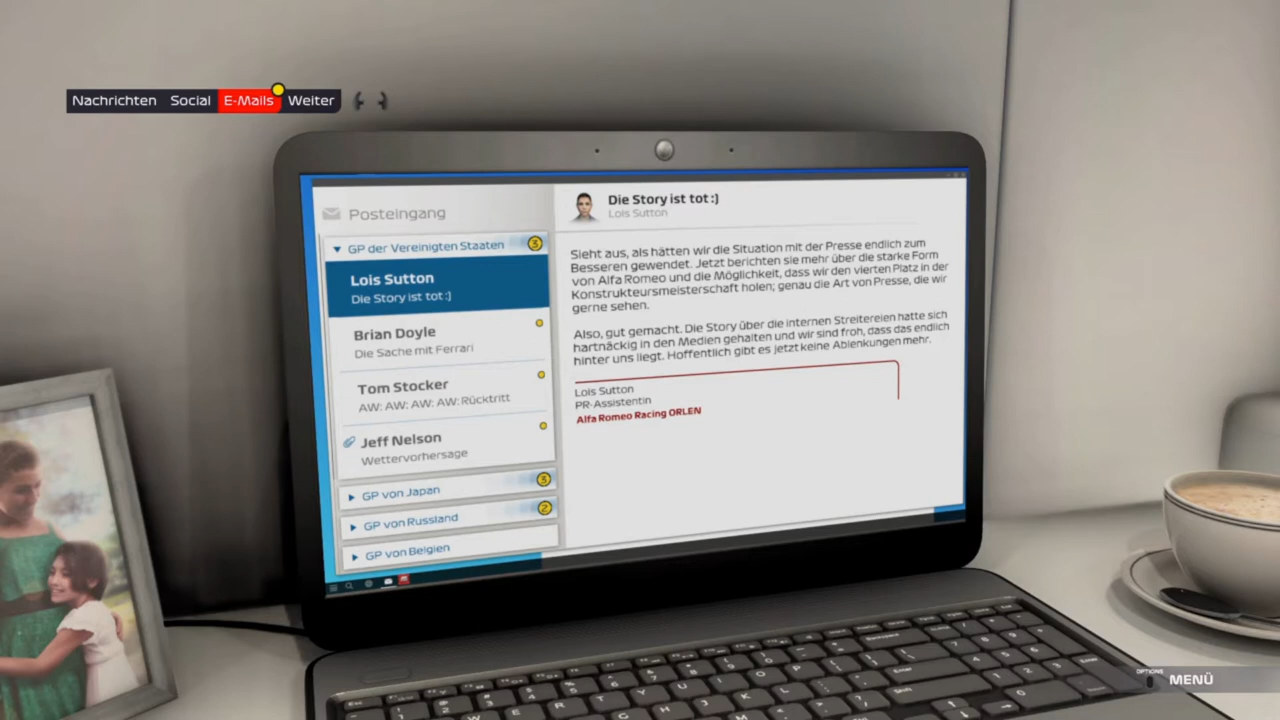 Nachrichten Social E-Mails Weiter
Posteingang
GP der Vereinigten Staaten 3
Lois Sutton
Die Story ist tot :)
Brian Doyle
Die Sache mit Ferrari
Tom Stocker
AW: AW: AW: AW: Rücktritt
Jeff Nelson
Wettervorhersage
GP von Japan 3
GP von Russland 2
GP von Belgien
Die Story ist tot :)
Lois Sutton
Sieht aus, als hätten wir die Situation mit der Presse endlich zum
Besseren gewendet. Jetzt berichten sie mehr über die starke Form
von Alfa Romeo und die Möglichkeit, dass wir den vierten Platz in der
Konstrukteursmeisterschaft holen; genau die Art von Presse, die wir
gerne sehen.
Also, gut gemacht. Die Story über die internen Streitereien hatte sich
hartnäckig in den Medien gehalten und wir sind froh, dass das endlich
hinter uns liegt. Hoffentlich gibt es jetzt keine Ablenkungen mehr.
Lois Sutton
PR-Assistentin
Alfa Romeo Racing ORLEN
OPTIONS
MENÜ